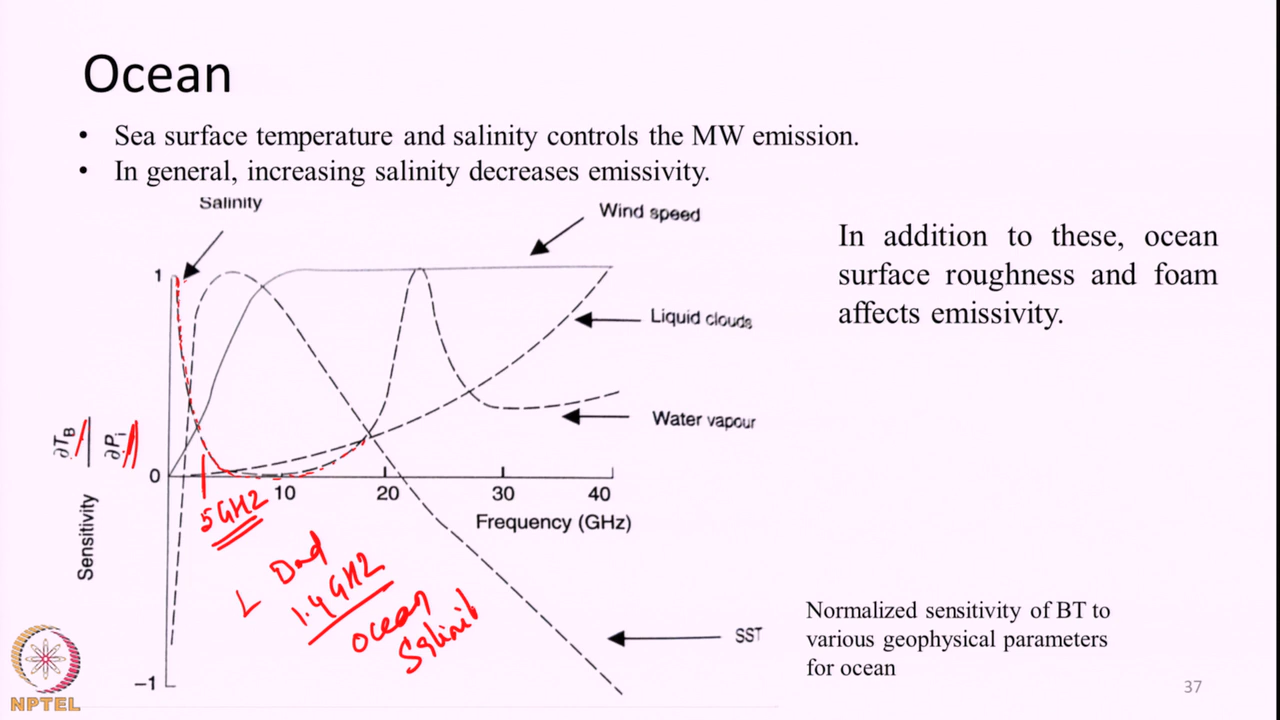 Ocean
• Sea surface temperature and salinity controls the MW emission.
• In general, increasing salinity decreases emissivity.
Salinity
Wind speed
In addition to these, ocean
surface roughness and foam
affects emissivity.
1
Liquid clouds
Water vapour
∂T_B
∂P_i
0
10
20
30
40
Sensitivity
Frequency (GHz)
5 GHz
L Band
1.4 GHz
ocean
Salinit
Normalized sensitivity of BT to
various geophysical parameters
for ocean
SST
−1
NPTEL
37